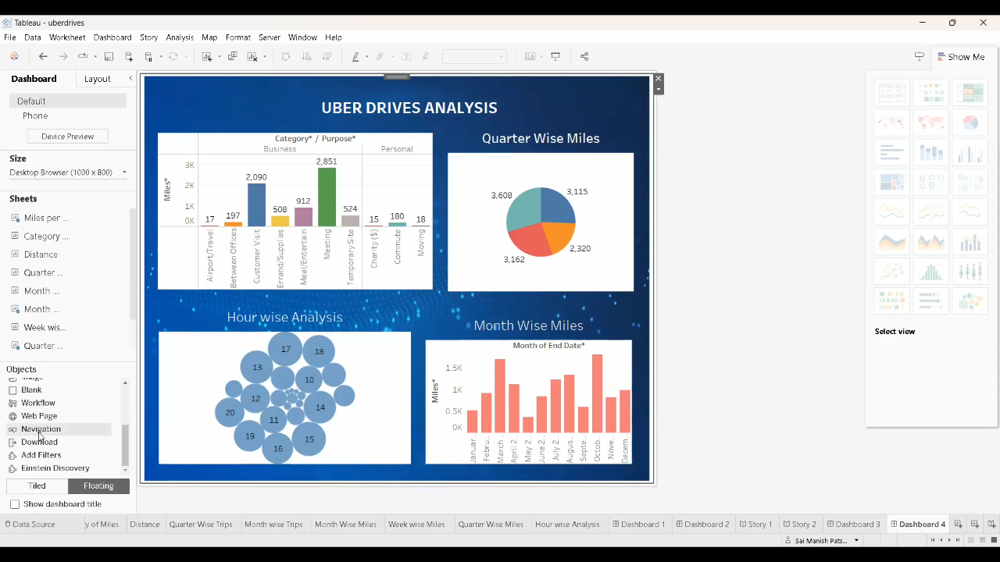 Tableau - uberdrives
File Data Worksheet Dashboard Story Analysis Map Format Server Window Help
Show Me
Dashboard Layout
Default
Phone
Device Preview
Size
Desktop Browser (1000 x 800)
Sheets
Miles per ...
Category ...
Distance
Quarter ...
Month ...
Month ...
Week wis...
Quarter ...
Objects
Image
Blank
Workflow
Web Page
Navigation
Download
Add Filters
Einstein Discovery
Tiled Floating
Show dashboard title
UBER DRIVES ANALYSIS
Category* / Purpose*
Business Personal
Miles*
3K
2K
1K
0K
17 197 2,090 508 912 2,851 524 15 180 18
Airport/Travel
Between Offices
Customer Visit
Errand/Supplies
Meal/Entertain
Meeting
Temporary Site
Charity ($)
Commute
Moving
Quarter Wise Miles
3,608 3,115
3,162 2,320
Hour wise Analysis
17 18
13 10
12 14
20 11
19 15
16
Month Wise Miles
Month of End Date*
Miles*
1.5K
1K
0.5K
0K
Januar..
Febru..
March..
April 2..
May 2..
June 2..
July 2..
Augus..
Septe..
Octob..
Nove..
Decem..
Select view
Data Source y of Miles Distance Quarter Wise Trips Month wise Trips Month Wise Miles Week wise Miles Quarter Wise Miles Hour wise Analysis Dashboard 1 Dashboard 2 Story 1 Story 2 Dashboard 3 Dashboard 4
Sai Manish Pats...